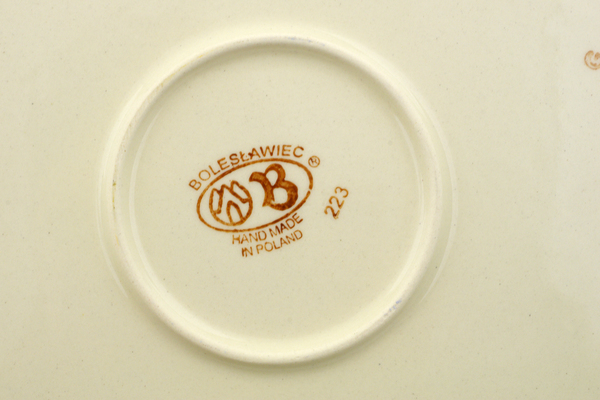 BOLESŁAWIEC ®
B
HAND MADE
IN POLAND
223